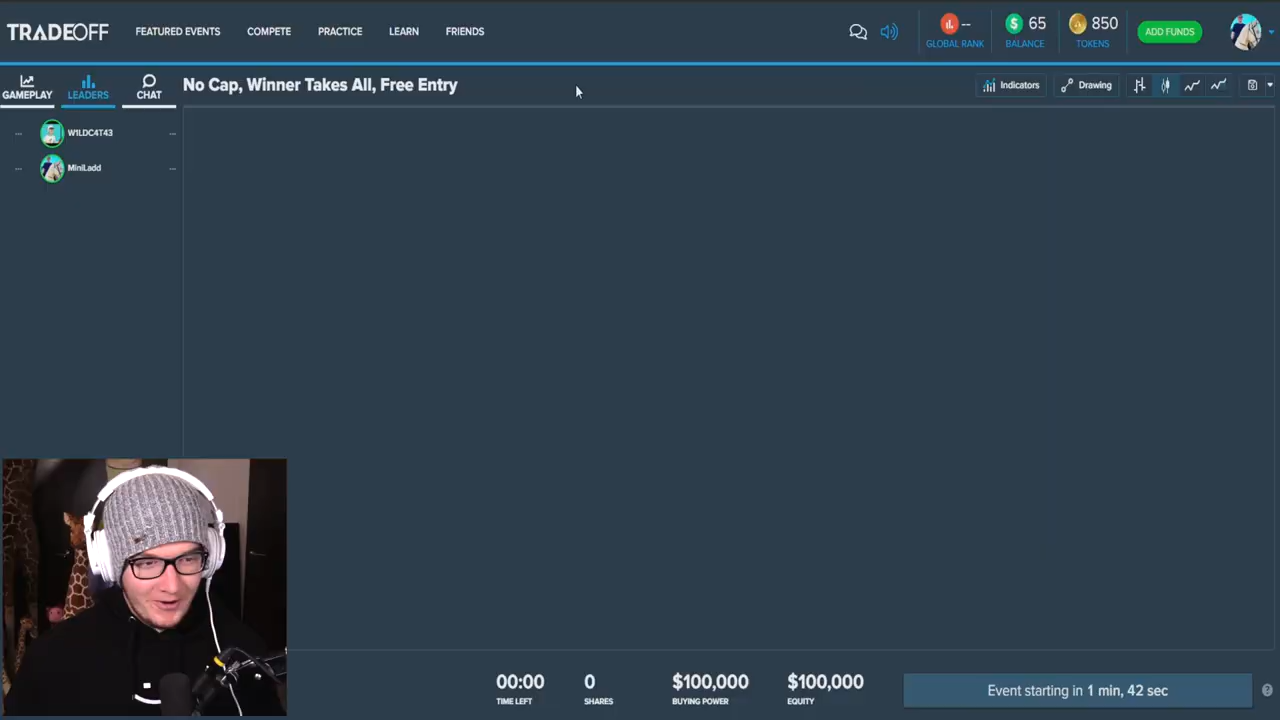 TRADEOFF
FEATURED EVENTS
COMPETE
PRACTICE
LEARN
FRIENDS
--
GLOBAL RANK
$ 65
BALANCE
850
TOKENS
ADD FUNDS
GAMEPLAY
LEADERS
CHAT
No Cap, Winner Takes All, Free Entry
Indicators
Drawing
-- W1LDC4T43 --
-- MiniLadd --
00:00
TIME LEFT
0
SHARES
$100,000
BUYING POWER
$100,000
EQUITY
Event starting in 1 min, 42 sec
?